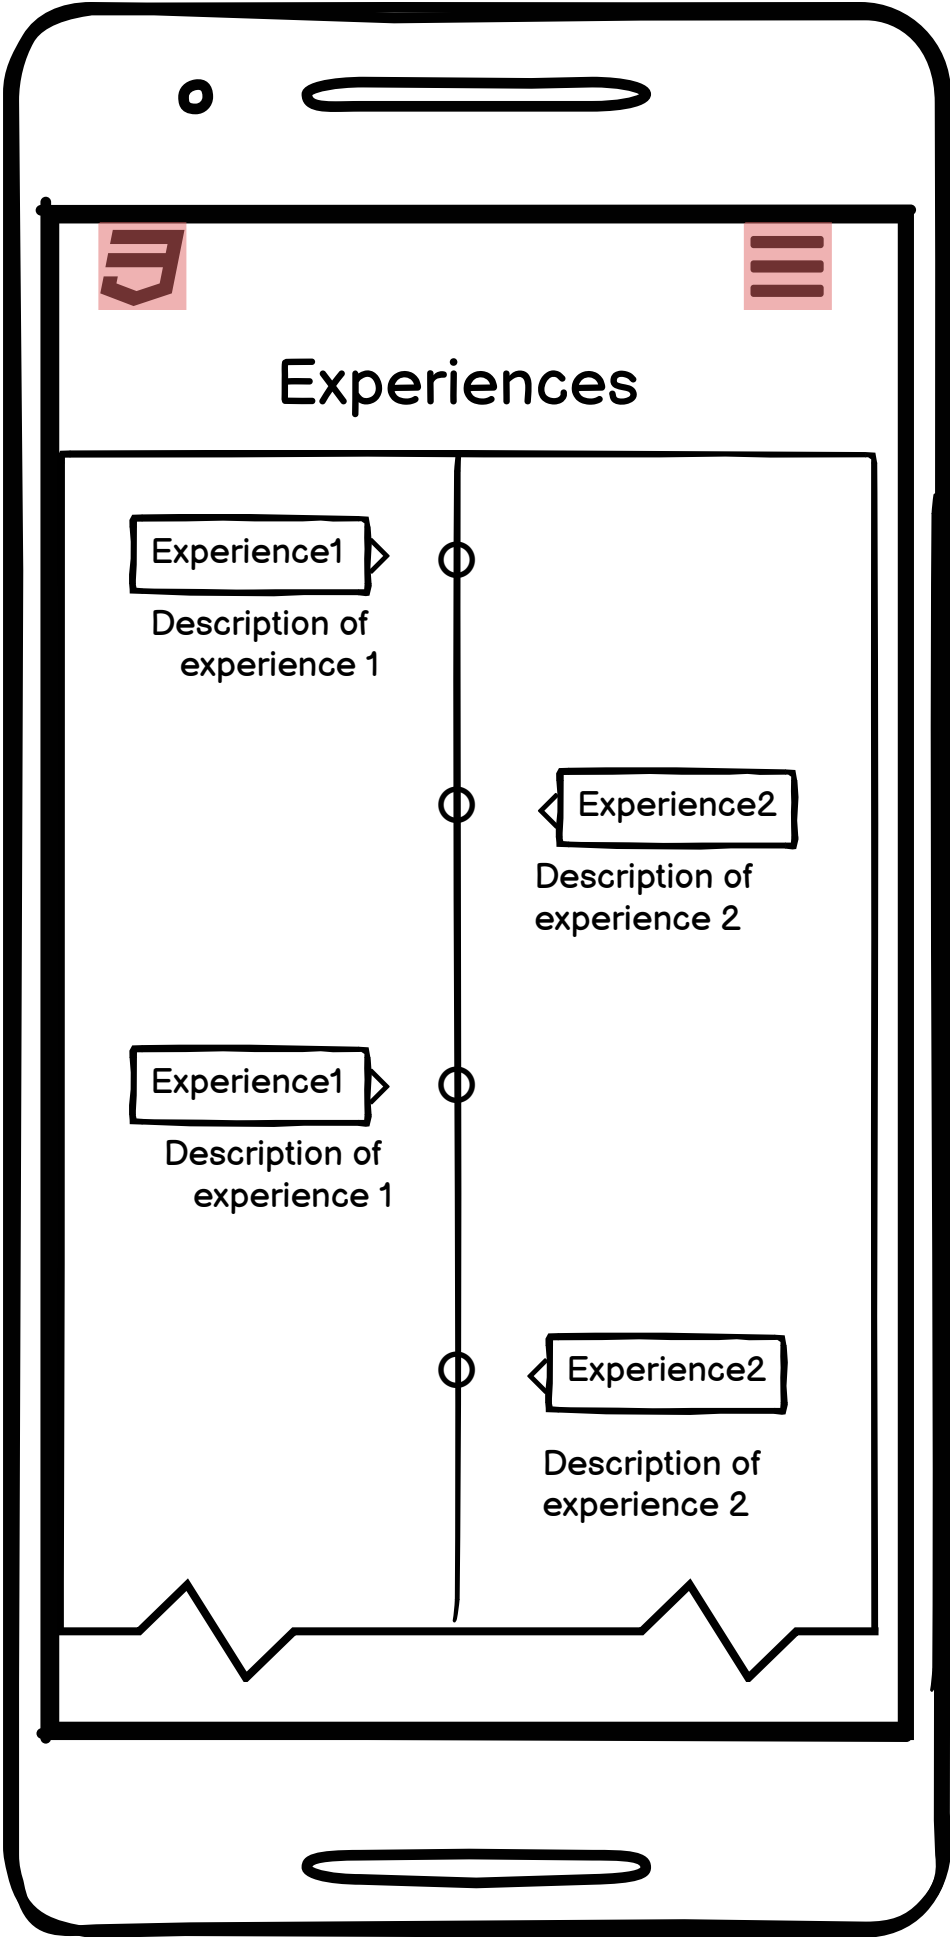 Experiences
Experience1
Description of
experience 1
Experience2
Description of
experience 2
Experience1
Description of
experience 1
Experience2
Description of
experience 2